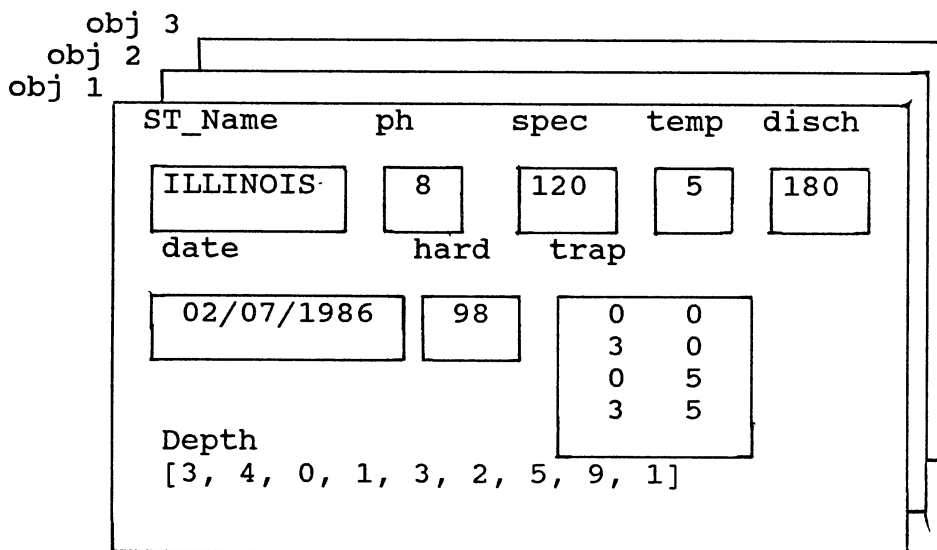 obj 3
obj 2
obj 1
ST_Name ph spec temp disch
ILLINOIS 8 120 5 180
date hard trap
02/07/1986 98 0 0
3 0
0 5
3 5
Depth
[3, 4, 0, 1, 3, 2, 5, 9, 1]